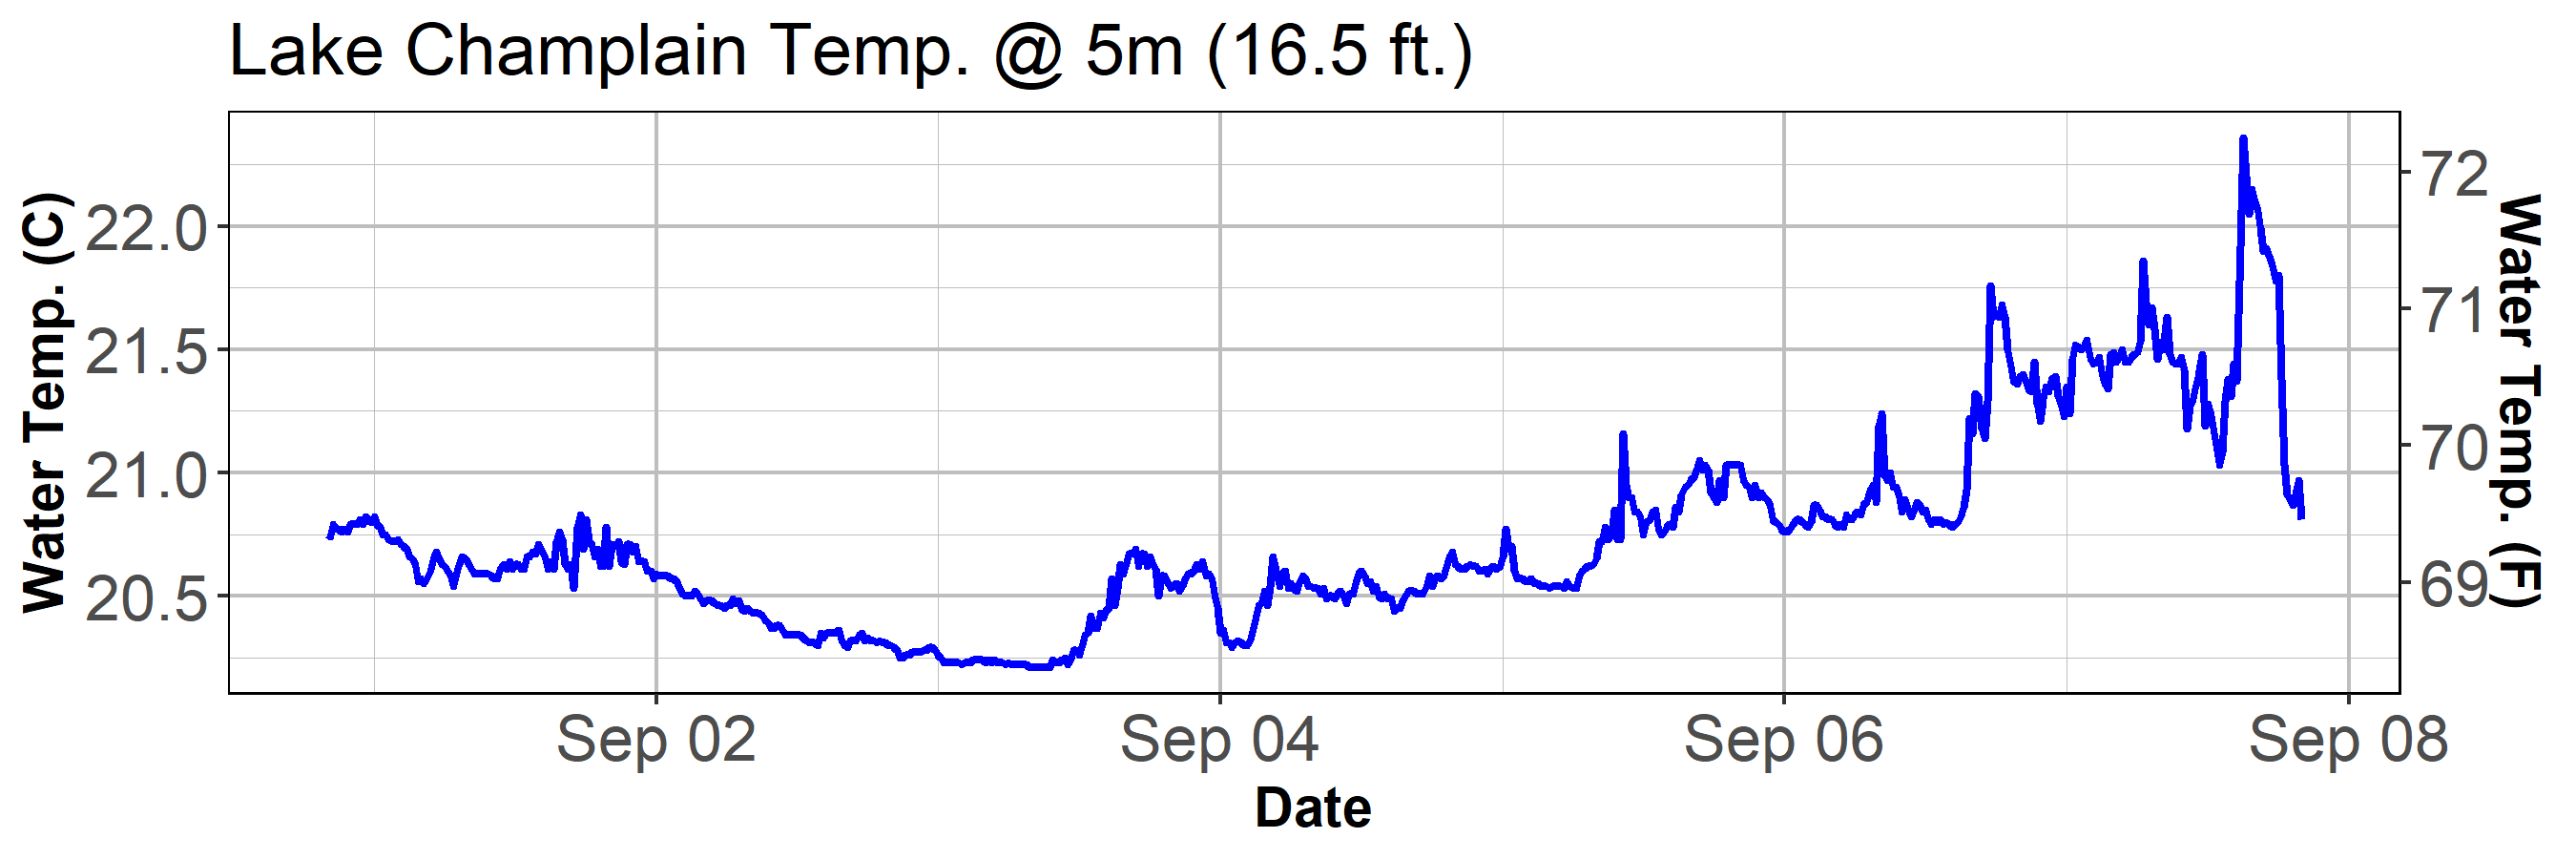 Lake Champlain Temp. @ 5m (16.5 ft.)
Water Temp. (C)
22.0
21.5
21.0
20.5
72
71
70
69
Water Temp. (F)
Sep 02 Sep 04 Sep 06 Sep 08
Date